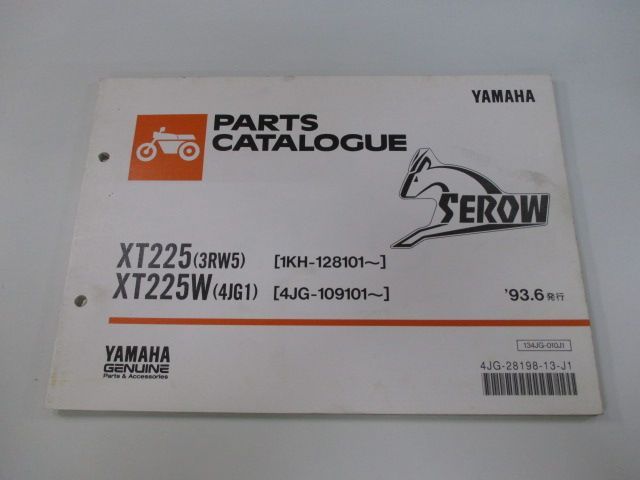 YAMAHA
PARTS
CATALOGUE
SEROW
XT225(3RW5) [1KH-128101~]
XT225W(4JG1) [4JG-109101~]
'93.6発行
134JG-010J1
YAMAHA
GENUINE
Parts & Accessories
4JG-28198-13-J1